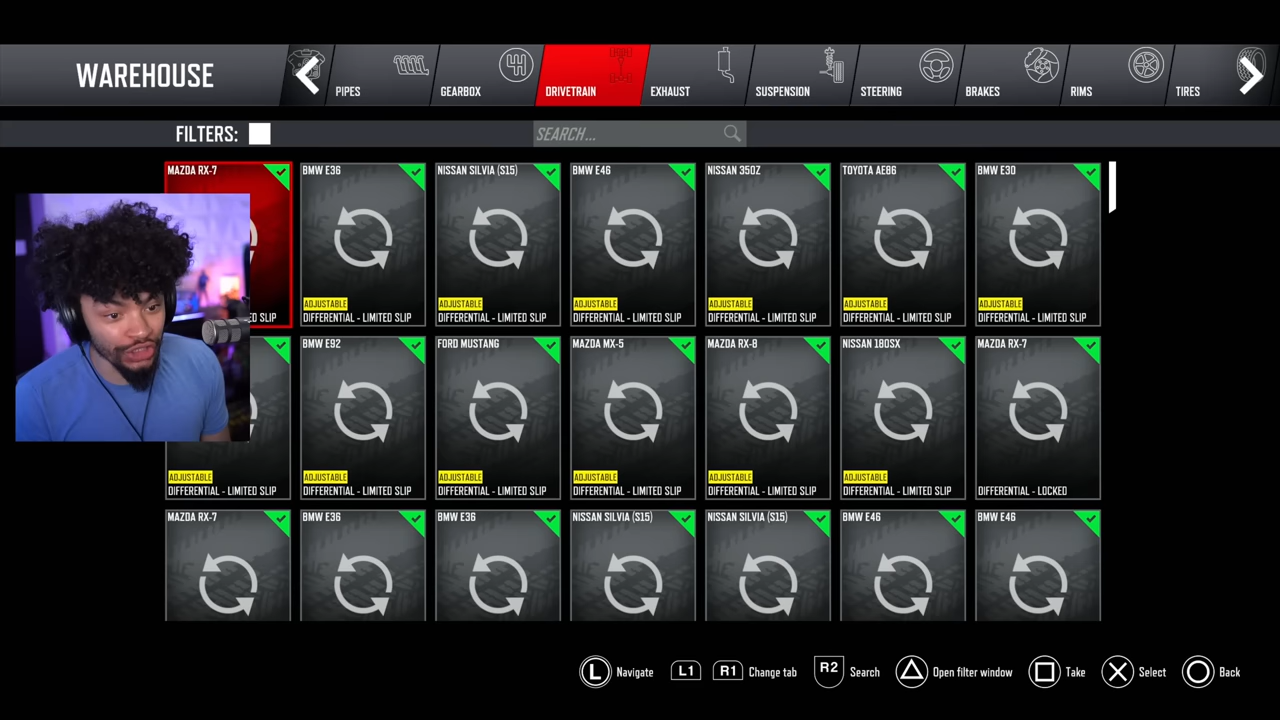 WAREHOUSE
PIPES
GEARBOX
DRIVETRAIN
EXHAUST
SUSPENSION
STEERING
BRAKES
RIMS
TIRES
FILTERS:
SEARCH...
MAZDA RX-7
BMW E36
NISSAN SILVIA (S15)
BMW E46
NISSAN 350Z
TOYOTA AE86
BMW E30
ADJUSTABLE
ADJUSTABLE
ADJUSTABLE
ADJUSTABLE
ADJUSTABLE
ADJUSTABLE
SLIP
DIFFERENTIAL - LIMITED SLIP
DIFFERENTIAL - LIMITED SLIP
DIFFERENTIAL - LIMITED SLIP
DIFFERENTIAL - LIMITED SLIP
DIFFERENTIAL - LIMITED SLIP
DIFFERENTIAL - LIMITED SLIP
BMW E92
FORD MUSTANG
MAZDA MX-5
MAZDA RX-8
NISSAN 180SX
MAZDA RX-7
ADJUSTABLE
ADJUSTABLE
ADJUSTABLE
ADJUSTABLE
ADJUSTABLE
ADJUSTABLE
DIFFERENTIAL - LIMITED SLIP
DIFFERENTIAL - LIMITED SLIP
DIFFERENTIAL - LIMITED SLIP
DIFFERENTIAL - LIMITED SLIP
DIFFERENTIAL - LIMITED SLIP
DIFFERENTIAL - LIMITED SLIP
DIFFERENTIAL - LOCKED
MAZDA RX-7
BMW E36
BMW E36
NISSAN SILVIA (S15)
NISSAN SILVIA (S15)
BMW E46
BMW E46
L Navigate
L1 R1 Change tab
R2 Search
Open filter window
Take
Select
Back